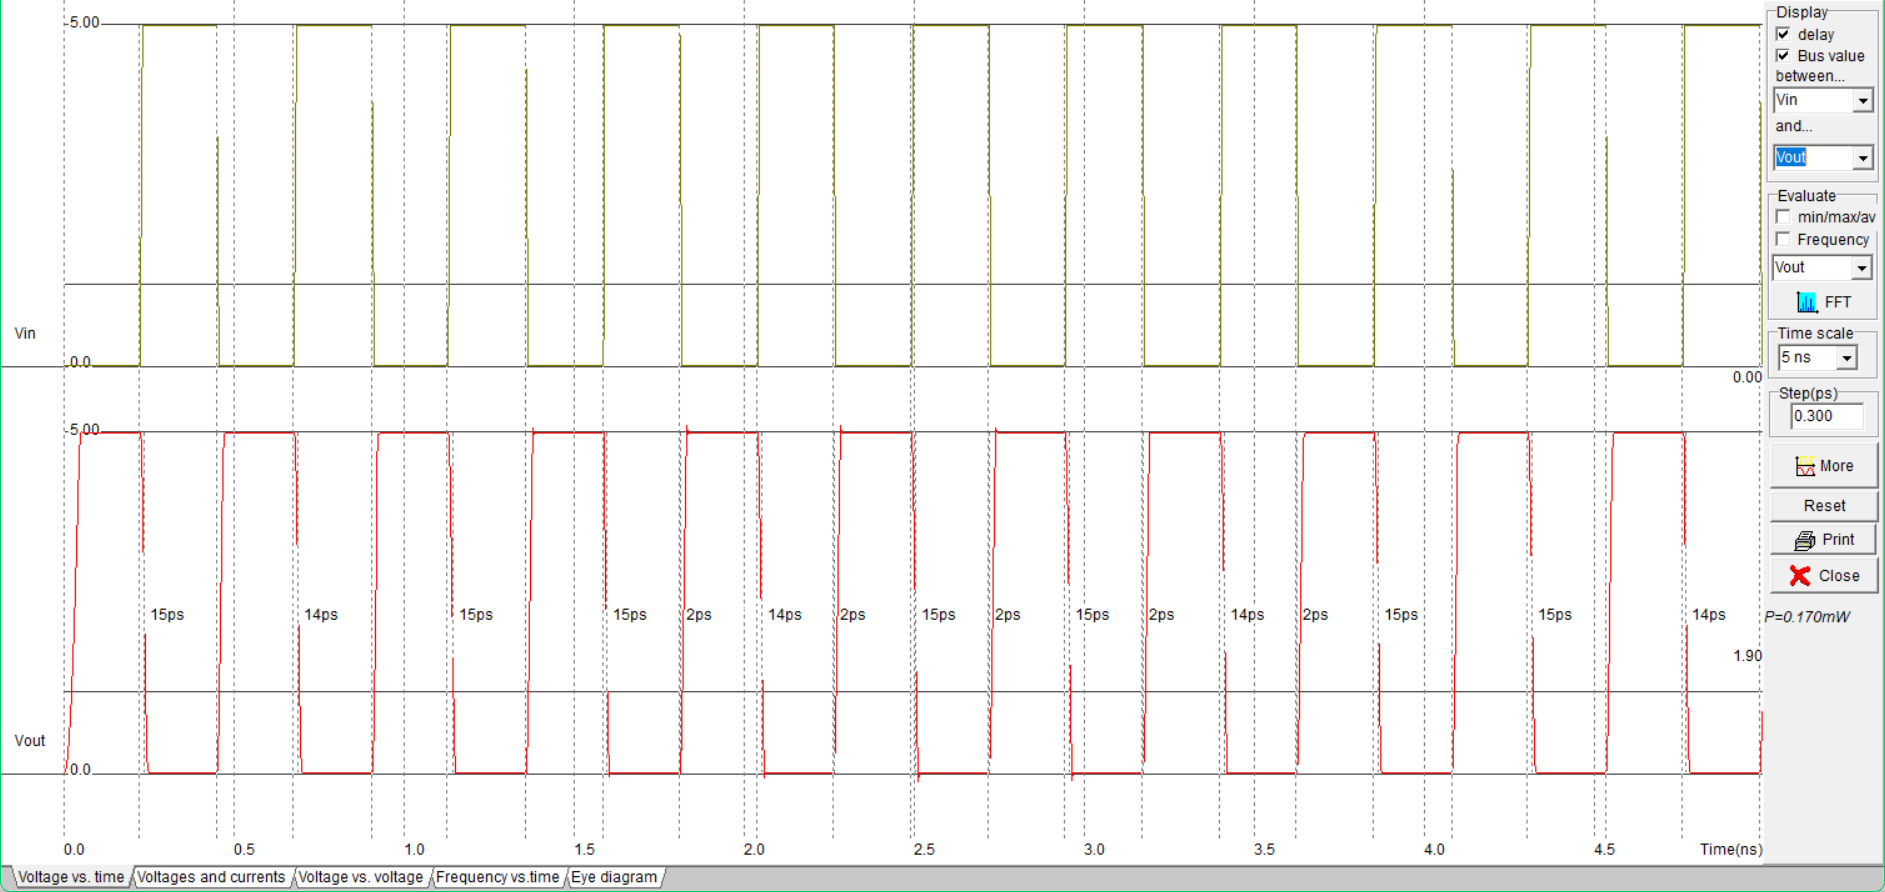 5.00
Vin
0.0
0.00
5.00
15ps 14ps 15ps 15ps 2ps 14ps 2ps 15ps 2ps 15ps 2ps 14ps 2ps 15ps 15ps 14ps
1.90
Vout
0.0
0.0 0.5 1.0 1.5 2.0 2.5 3.0 3.5 4.0 4.5 Time(ns)
Voltage vs. time Voltages and currents Voltage vs. voltage Frequency vs.time Eye diagram
Display
delay
Bus value
between...
Vin
and...
Vout
Evaluate
min/max/av
Frequency
Vout
FFT
Time scale
5 ns
Step(ps)
0.300
More
Reset
Print
Close
P=0.170mW